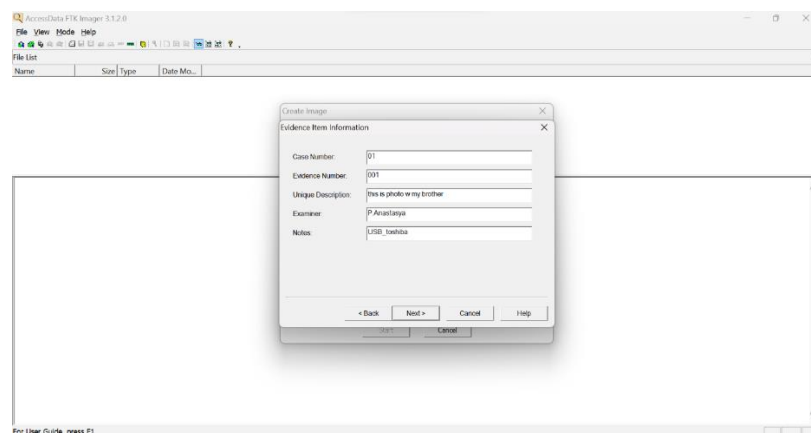 AccessData FTK Imager 3.1.2.0
File View Mode Help
File List
Name Size Type Date Mo...
Create Image
Evidence Item Information
Case Number: 01
Evidence Number: 001
Unique Description: this is photo w my brother
Examiner: P.Anastasya
Notes: USB_toshiba
< Back Next > Cancel Help
Start Cancel
For User Guide, press F1